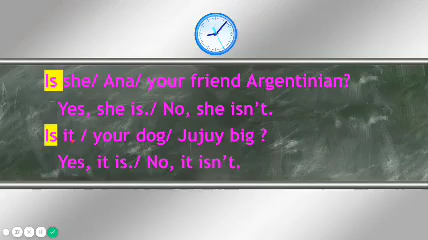 Is she/ Ana/ your friend Argentinian?
Yes, she is./ No, she isn't.
Is it / your dog/ Jujuy big ?
Yes, it is./ No, it isn't.